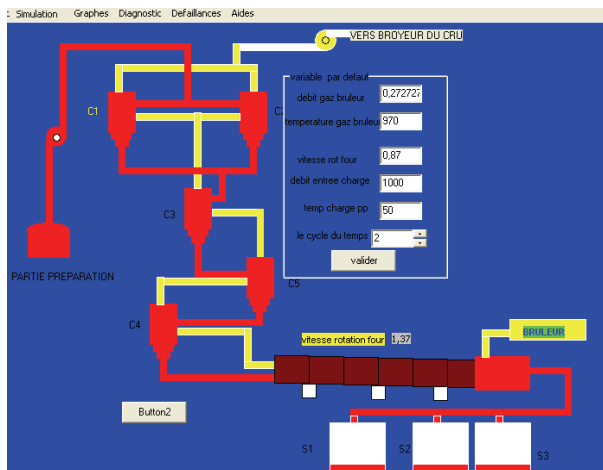 Simulation Graphes Diagnostic Defaillances Aides
VERS BROYEUR DU CRU
variable par defaut
debit gaz bruleur 0,272727
C1
temperature gaz bruleu 970
vitesse rot four 0,87
debit entree charge 1000
temp charge pp 50
C3
le cycle du temps 2
valider
PARTIE PREPARATION
C5
C4
BRULEUR
vitesse rotation four 1,37
Button2
S1
S2
S3